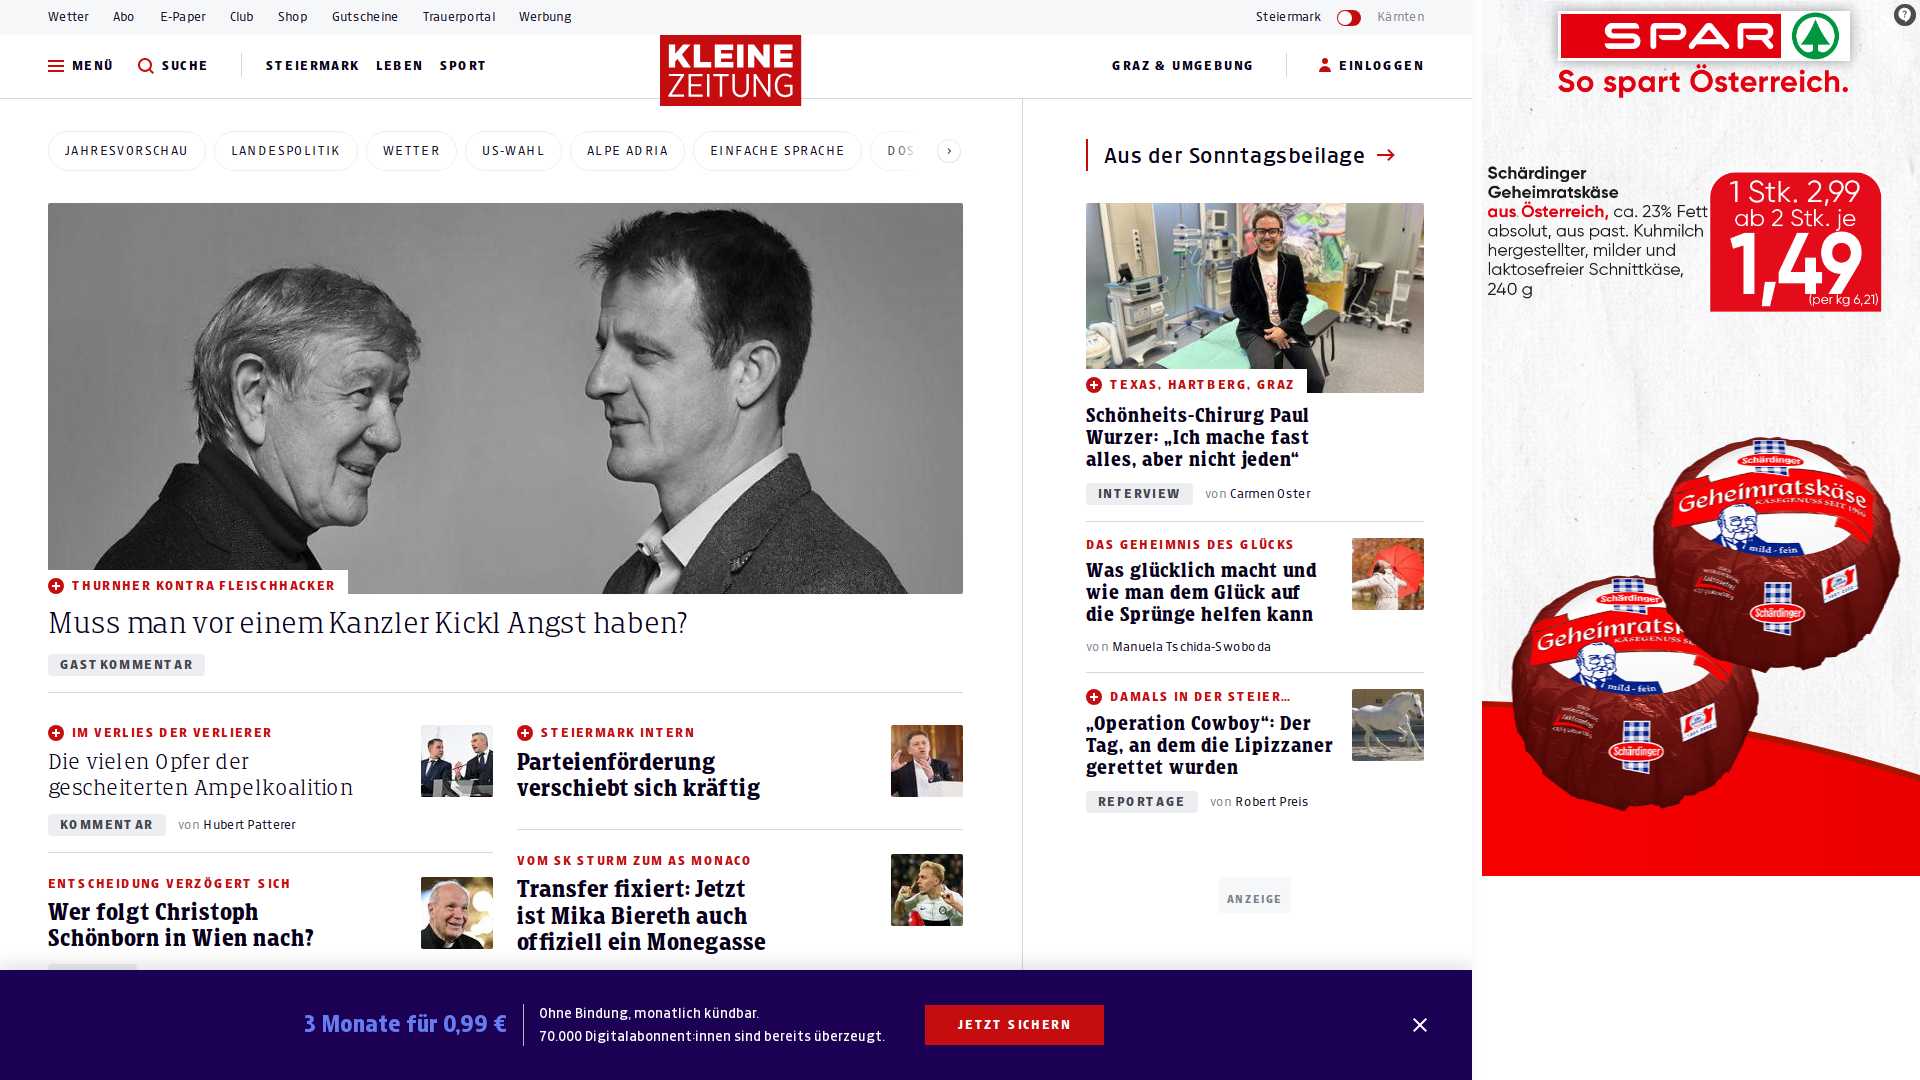 Wetter Abo E-Paper Club Shop Gutscheine Trauerportal Werbung
Steiermark Kärnten
MENÜ SUCHE STEIERMARK LEBEN SPORT
KLEINE
ZEITUNG
GRAZ & UMGEBUNG EINLOGGEN
JAHRESVORSCHAU LANDESPOLITIK WETTER US-WAHL ALPE ADRIA EINFACHE SPRACHE DOS
THURNHER KONTRA FLEISCHHACKER
Muss man vor einem Kanzler Kickl Angst haben?
GASTKOMMENTAR
IM VERLIES DER VERLIERER
Die vielen Opfer der
gescheiterten Ampelkoalition
KOMMENTAR von Hubert Patterer
ENTSCHEIDUNG VERZÖGERT SICH
Wer folgt Christoph
Schönborn in Wien nach?
STEIERMARK INTERN
Parteienförderung
verschiebt sich kräftig
VOM SK STURM ZUM AS MONACO
Transfer fixiert: Jetzt
ist Mika Biereth auch
offiziell ein Monegasse
Aus der Sonntagsbeilage
TEXAS, HARTBERG, GRAZ
Schönheits-Chirurg Paul
Wurzer: „Ich mache fast
alles, aber nicht jeden“
INTERVIEW von Carmen Oster
DAS GEHEIMNIS DES GLÜCKS
Was glücklich macht und
wie man dem Glück auf
die Sprünge helfen kann
von Manuela Tschida-Swoboda
DAMALS IN DER STEIER…
„Operation Cowboy“: Der
Tag, an dem die Lipizzaner
gerettet wurden
REPORTAGE von Robert Preis
ANZEIGE
3 Monate für 0,99 €
Ohne Bindung, monatlich kündbar.
70.000 Digitalabonnent:innen sind bereits überzeugt.
JETZT SICHERN
SPAR
So spart Österreich.
Schärdinger
Geheimratskäse
aus Österreich, ca. 23% Fett
absolut, aus past. Kuhmilch
hergestellter, milder und
laktosefreier Schnittkäse,
240 g
1 Stk. 2,99
ab 2 Stk. je
1,49
(per kg 6,21)
Schärdinger
Geheimratskäse
KÄSEGENUSS SEIT 1966
mild - fein
Schärdinger
Schärdinger
Geheimratskäse
mild - fein
Schärdinger